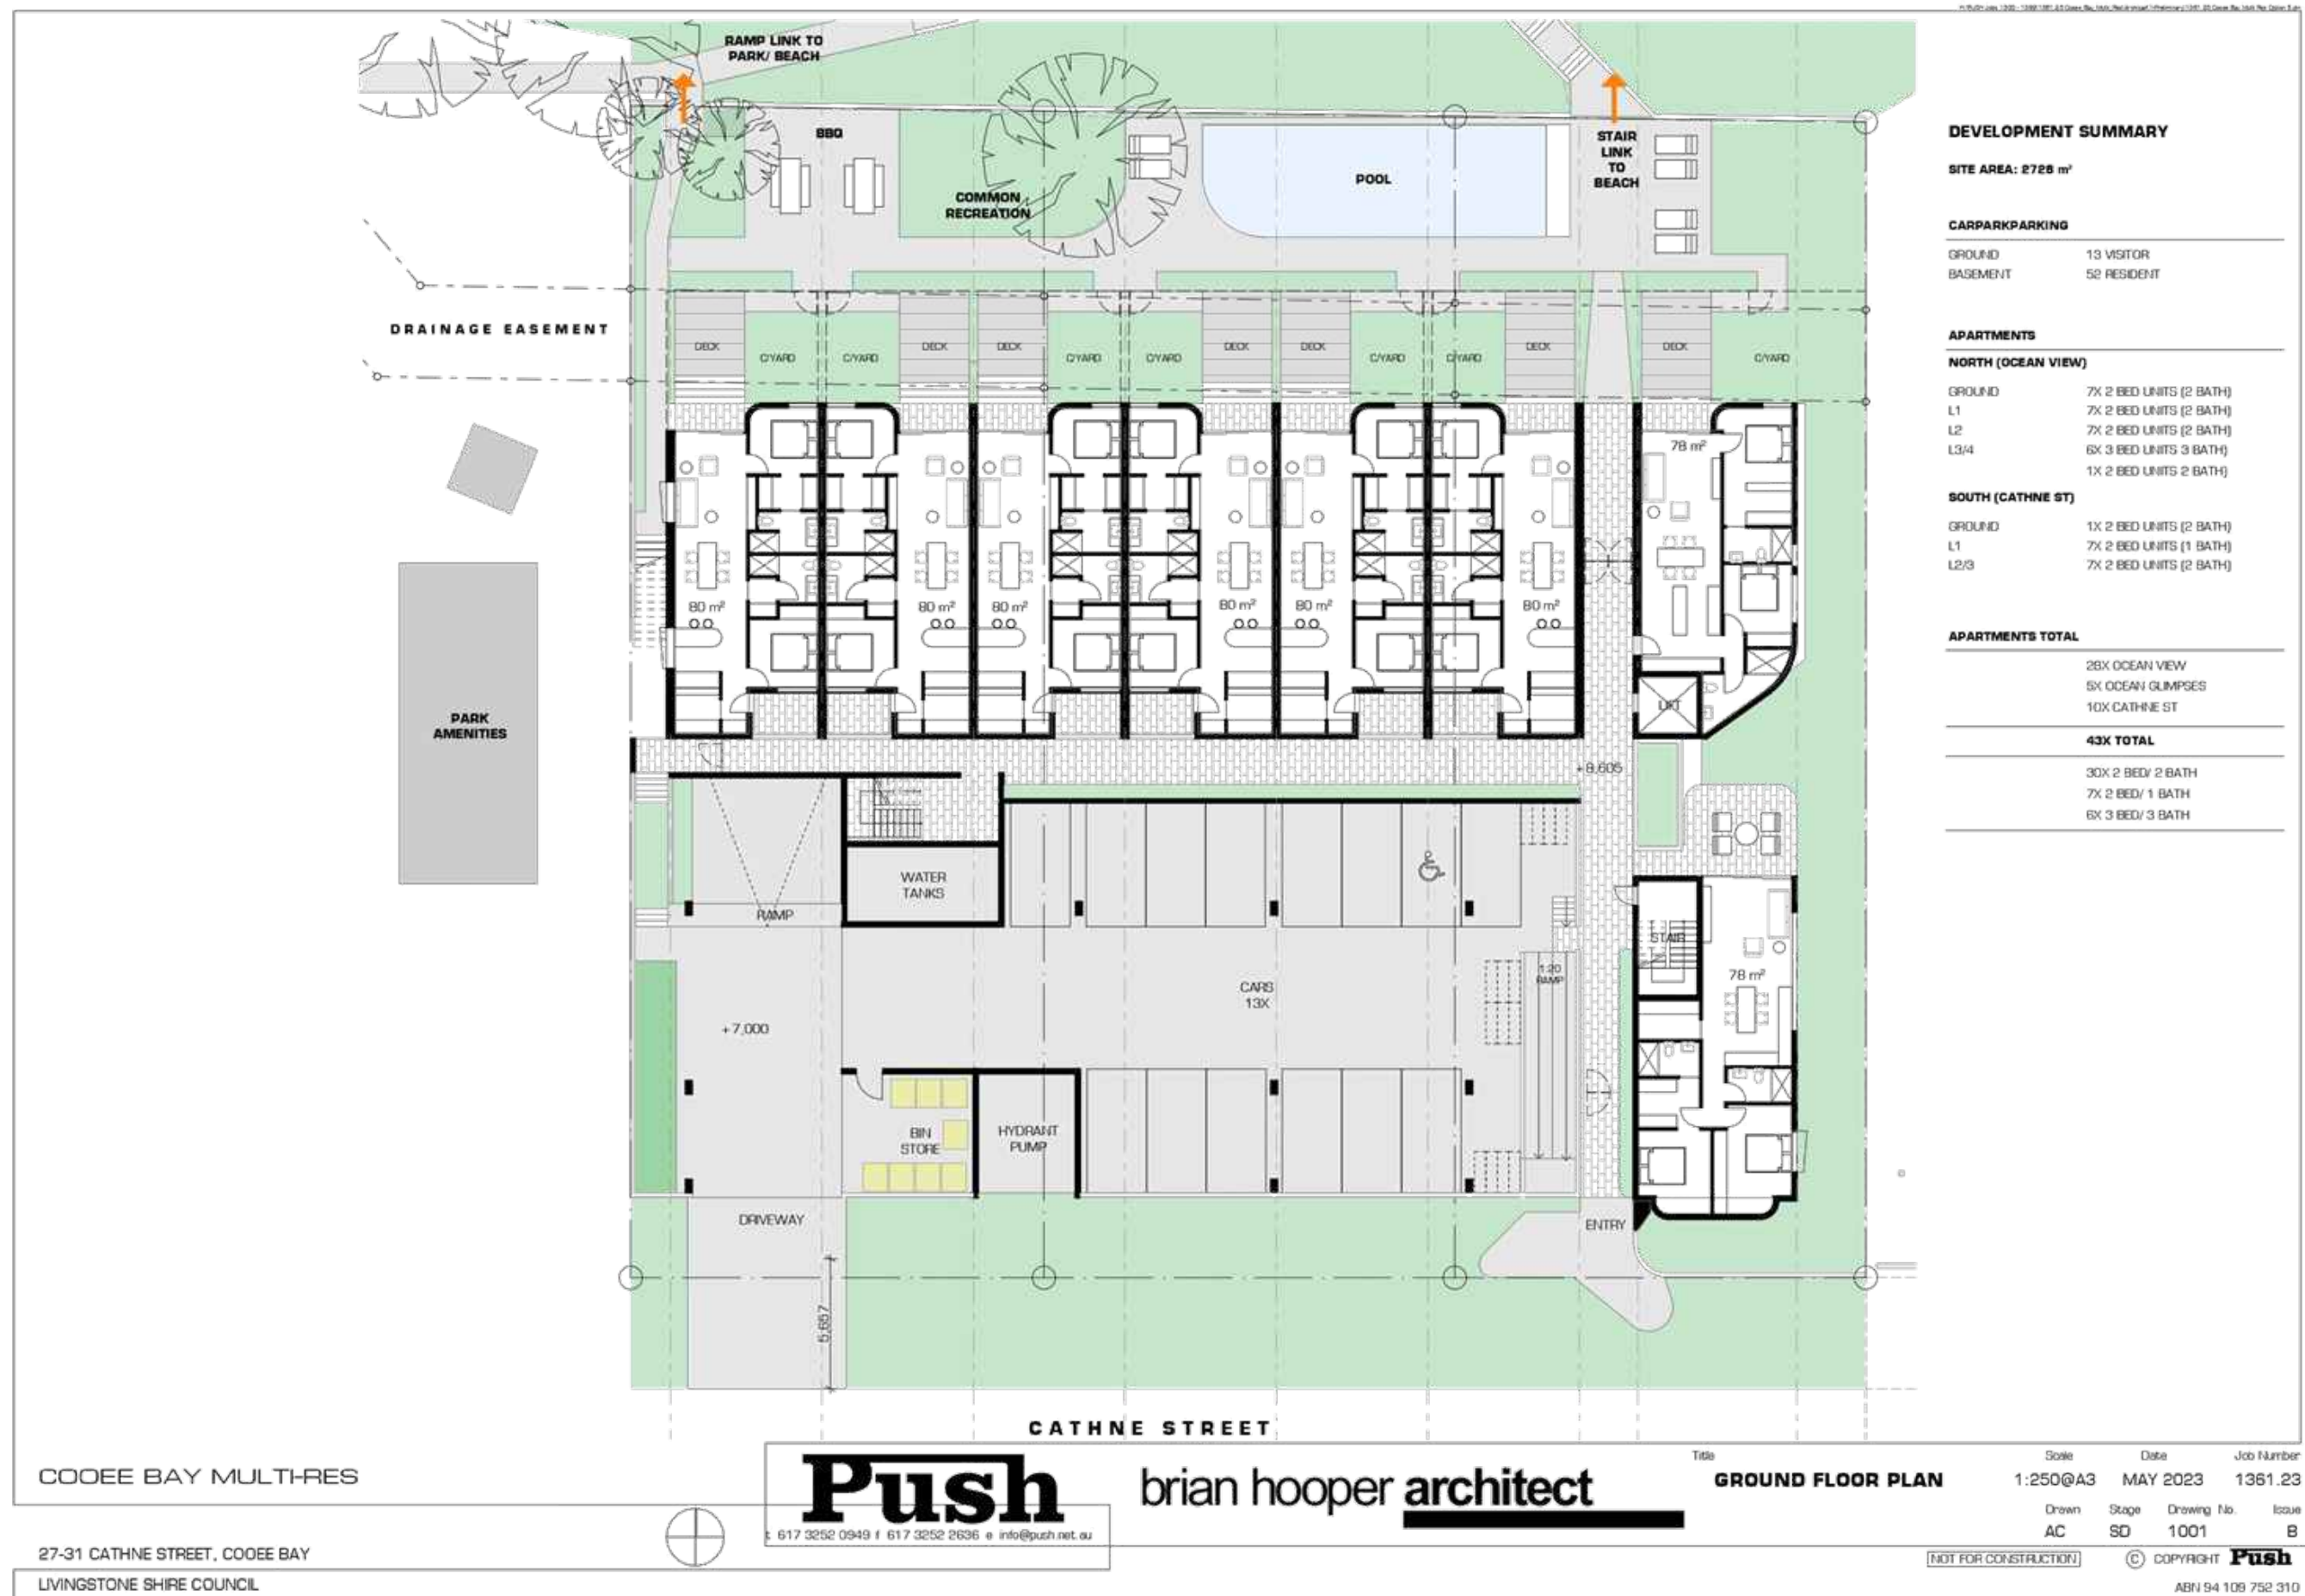 RAMP LINK TO
PARK/ BEACH
BBQ
COMMON
RECREATION
POOL
STAIR
LINK
TO
BEACH
DRAINAGE EASEMENT
DECK
C/YARD
C/YARD
DECK
DECK
C/YARD
C/YARD
DECK
DECK
C/YARD
C/YARD
DECK
DECK
C/YARD
78 m²
80 m²
80 m²
80 m²
80 m²
80 m²
80 m²
LIFT
PARK
AMENITIES
+8,605
WATER
TANKS
RAMP
STAIR
78 m²
1:20
RAMP
CARS
13X
+7,000
BIN
STORE
HYDRANT
PUMP
DRIVEWAY
ENTRY
5,657
CATHNE STREET
DEVELOPMENT SUMMARY
SITE AREA: 2728 m²
CARPARKPARKING
GROUND 13 VISITOR
BASEMENT 52 RESIDENT
APARTMENTS
NORTH (OCEAN VIEW)
GROUND 7X 2 BED UNITS (2 BATH)
L1 7X 2 BED UNITS (2 BATH)
L2 7X 2 BED UNITS (2 BATH)
L3/4 6X 3 BED UNITS 3 BATH)
1X 2 BED UNITS 2 BATH)
SOUTH (CATHNE ST)
GROUND 1X 2 BED UNITS (2 BATH)
L1 7X 2 BED UNITS (1 BATH)
L2/3 7X 2 BED UNITS (2 BATH)
APARTMENTS TOTAL
28X OCEAN VIEW
5X OCEAN GLIMPSES
10X CATHNE ST
43X TOTAL
30X 2 BED/ 2 BATH
7X 2 BED/ 1 BATH
6X 3 BED/ 3 BATH
COOEE BAY MULTI-RES
27-31 CATHNE STREET, COOEE BAY
LIVINGSTONE SHIRE COUNCIL
Push
t 617 3252 0949 f 617 3252 2636 e info@push.net.au
brian hooper architect
Title
GROUND FLOOR PLAN
Scale Date Job Number
1:250@A3 MAY 2023 1361.23
Drawn Stage Drawing No. Issue
AC SD 1001 B
NOT FOR CONSTRUCTION
© COPYRIGHT Push
ABN 94 109 752 310